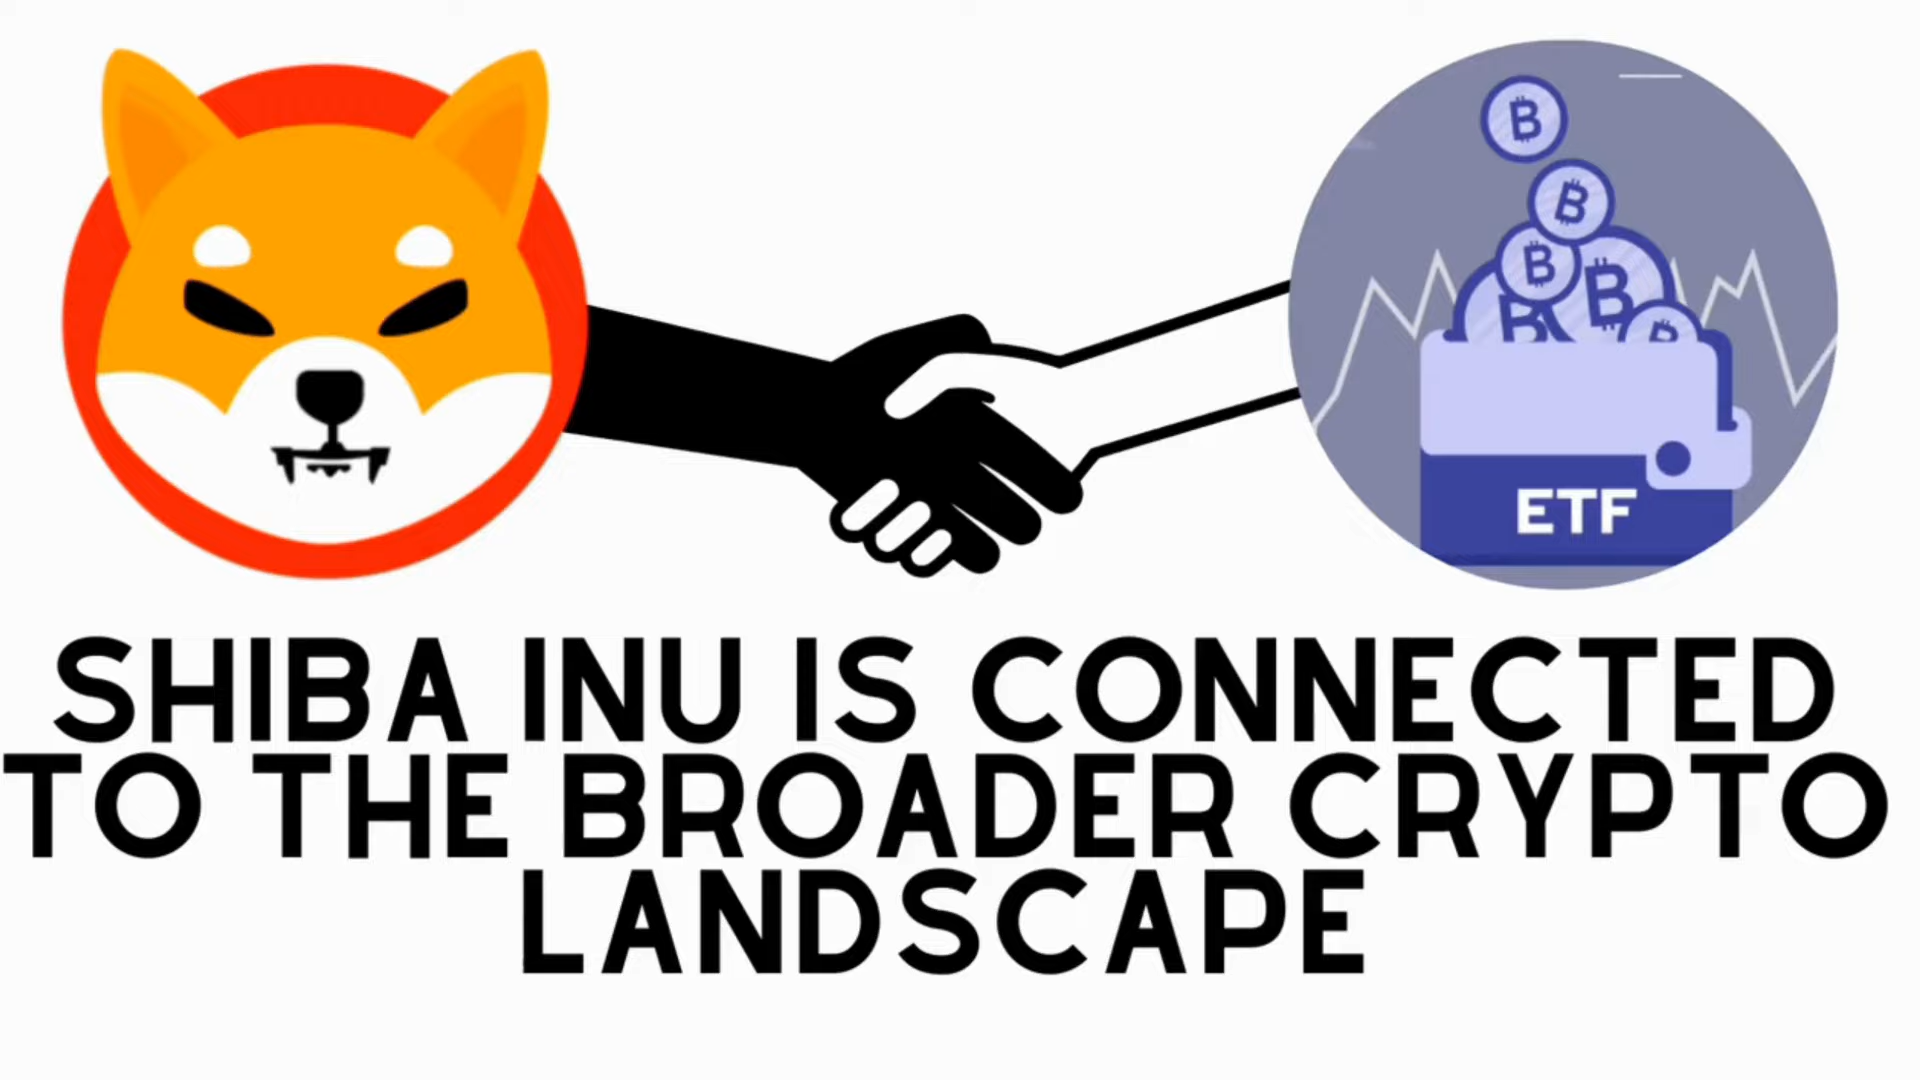 ETF
SHIBA INU IS CONNECTED
TO THE BROADER CRYPTO
LANDSCAPE